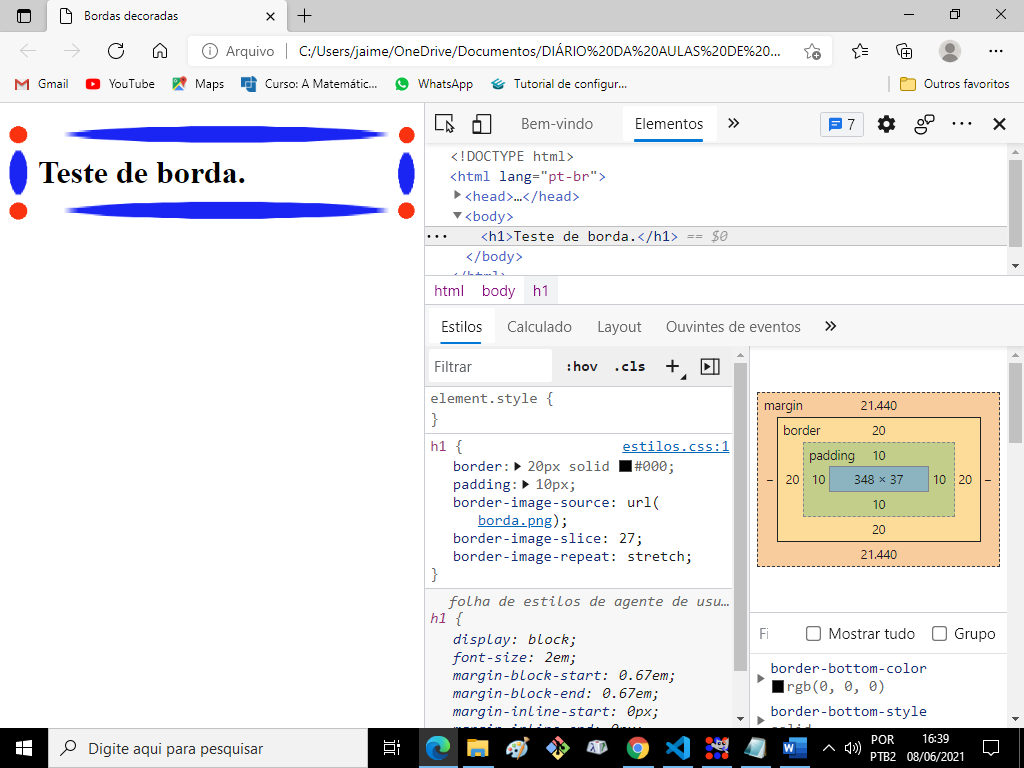 Bordas decoradas
Arquivo
C:/Users/jaime/OneDrive/Documentos/DIÁRIO%20DA%20AULAS%20DE%20...
Gmail
YouTube
Maps
Curso: A Matemátic...
WhatsApp
Tutorial de configur...
Outros favoritos
Teste de borda.
Bem-vindo
Elementos
7
<!DOCTYPE html>
<html lang="pt-br">
<head>…</head>
<body>
<h1>Teste de borda.</h1> == $0
</body>
</html>
html body h1
Estilos
Calculado
Layout
Ouvintes de eventos
Filtrar
:hov
.cls
element.style {
}
h1 {
estilos.css:1
border: 20px solid #000;
padding: 10px;
border-image-source: url(
borda.png);
border-image-slice: 27;
border-image-repeat: stretch;
}
folha de estilos de agente de usu…
h1 {
display: block;
font-size: 2em;
margin-block-start: 0.67em;
margin-block-end: 0.67em;
margin-inline-start: 0px;
margin-inline-end: 0px;
margin
21.440
border
20
padding
10
– 20 10 348 × 37 10 20 –
10
20
21.440
Fi
Mostrar tudo
Grupo
border-bottom-color
rgb(0, 0, 0)
border-bottom-style
solid
Digite aqui para pesquisar
POR
PTB2
16:39
08/06/2021